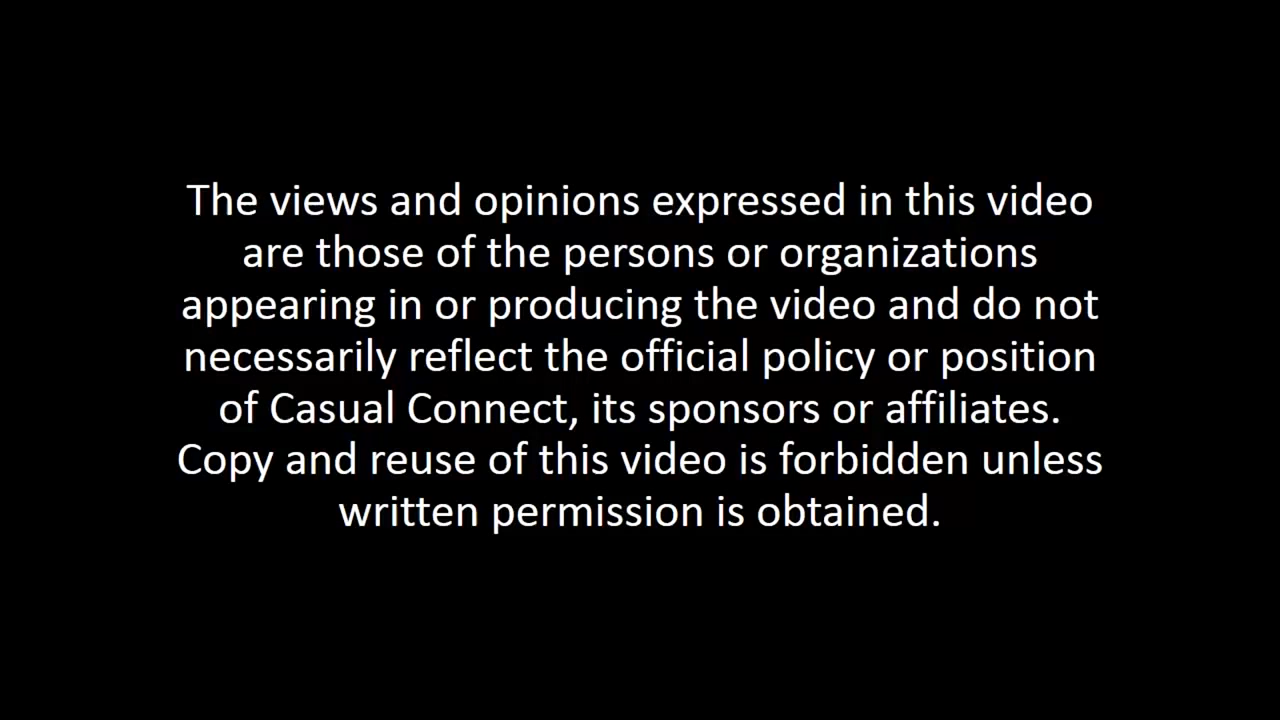 The views and opinions expressed in this video
are those of the persons or organizations
appearing in or producing the video and do not
necessarily reflect the official policy or position
of Casual Connect, its sponsors or affiliates.
Copy and reuse of this video is forbidden unless
written permission is obtained.